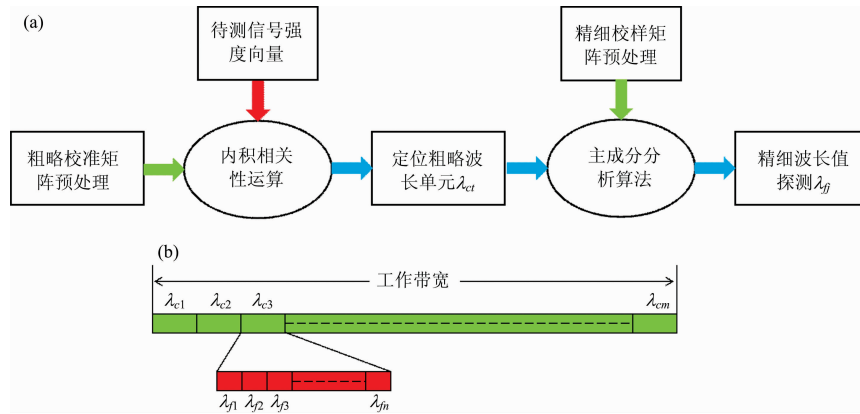 (a)
待测信号强
度向量
精细校样矩
阵预处理
粗略校准矩
阵预处理
内积相关
性运算
定位粗略波
长单元λct
主成分分
析算法
精细波长值
探测λfj
(b)
工作带宽
λc1 λc2 λc3 λcm
λf1 λf2 λf3 λfn